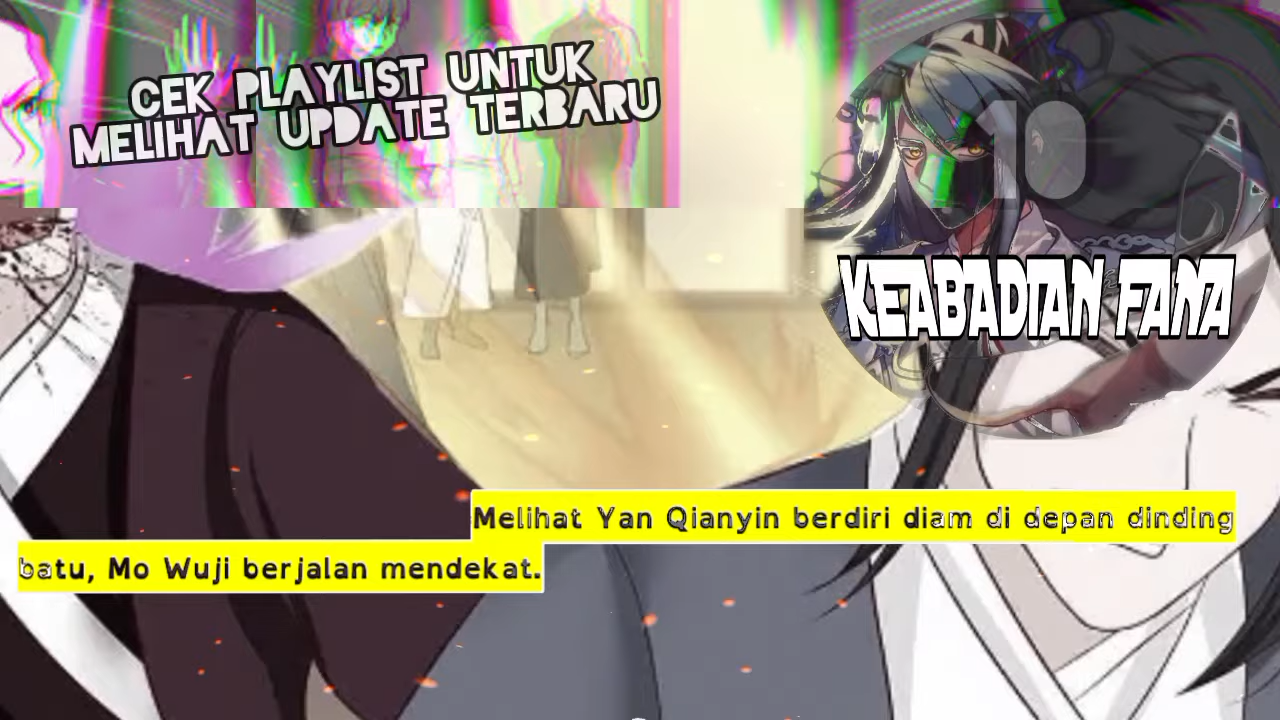 CEK PLAYLIST UNTUK
MELIHAT UPDATE TERBARU
10
KEABADIAN FANA
Melihat Yan Qianyin berdiri diam di depan dinding
batu, Mo Wuji berjalan mendekat.